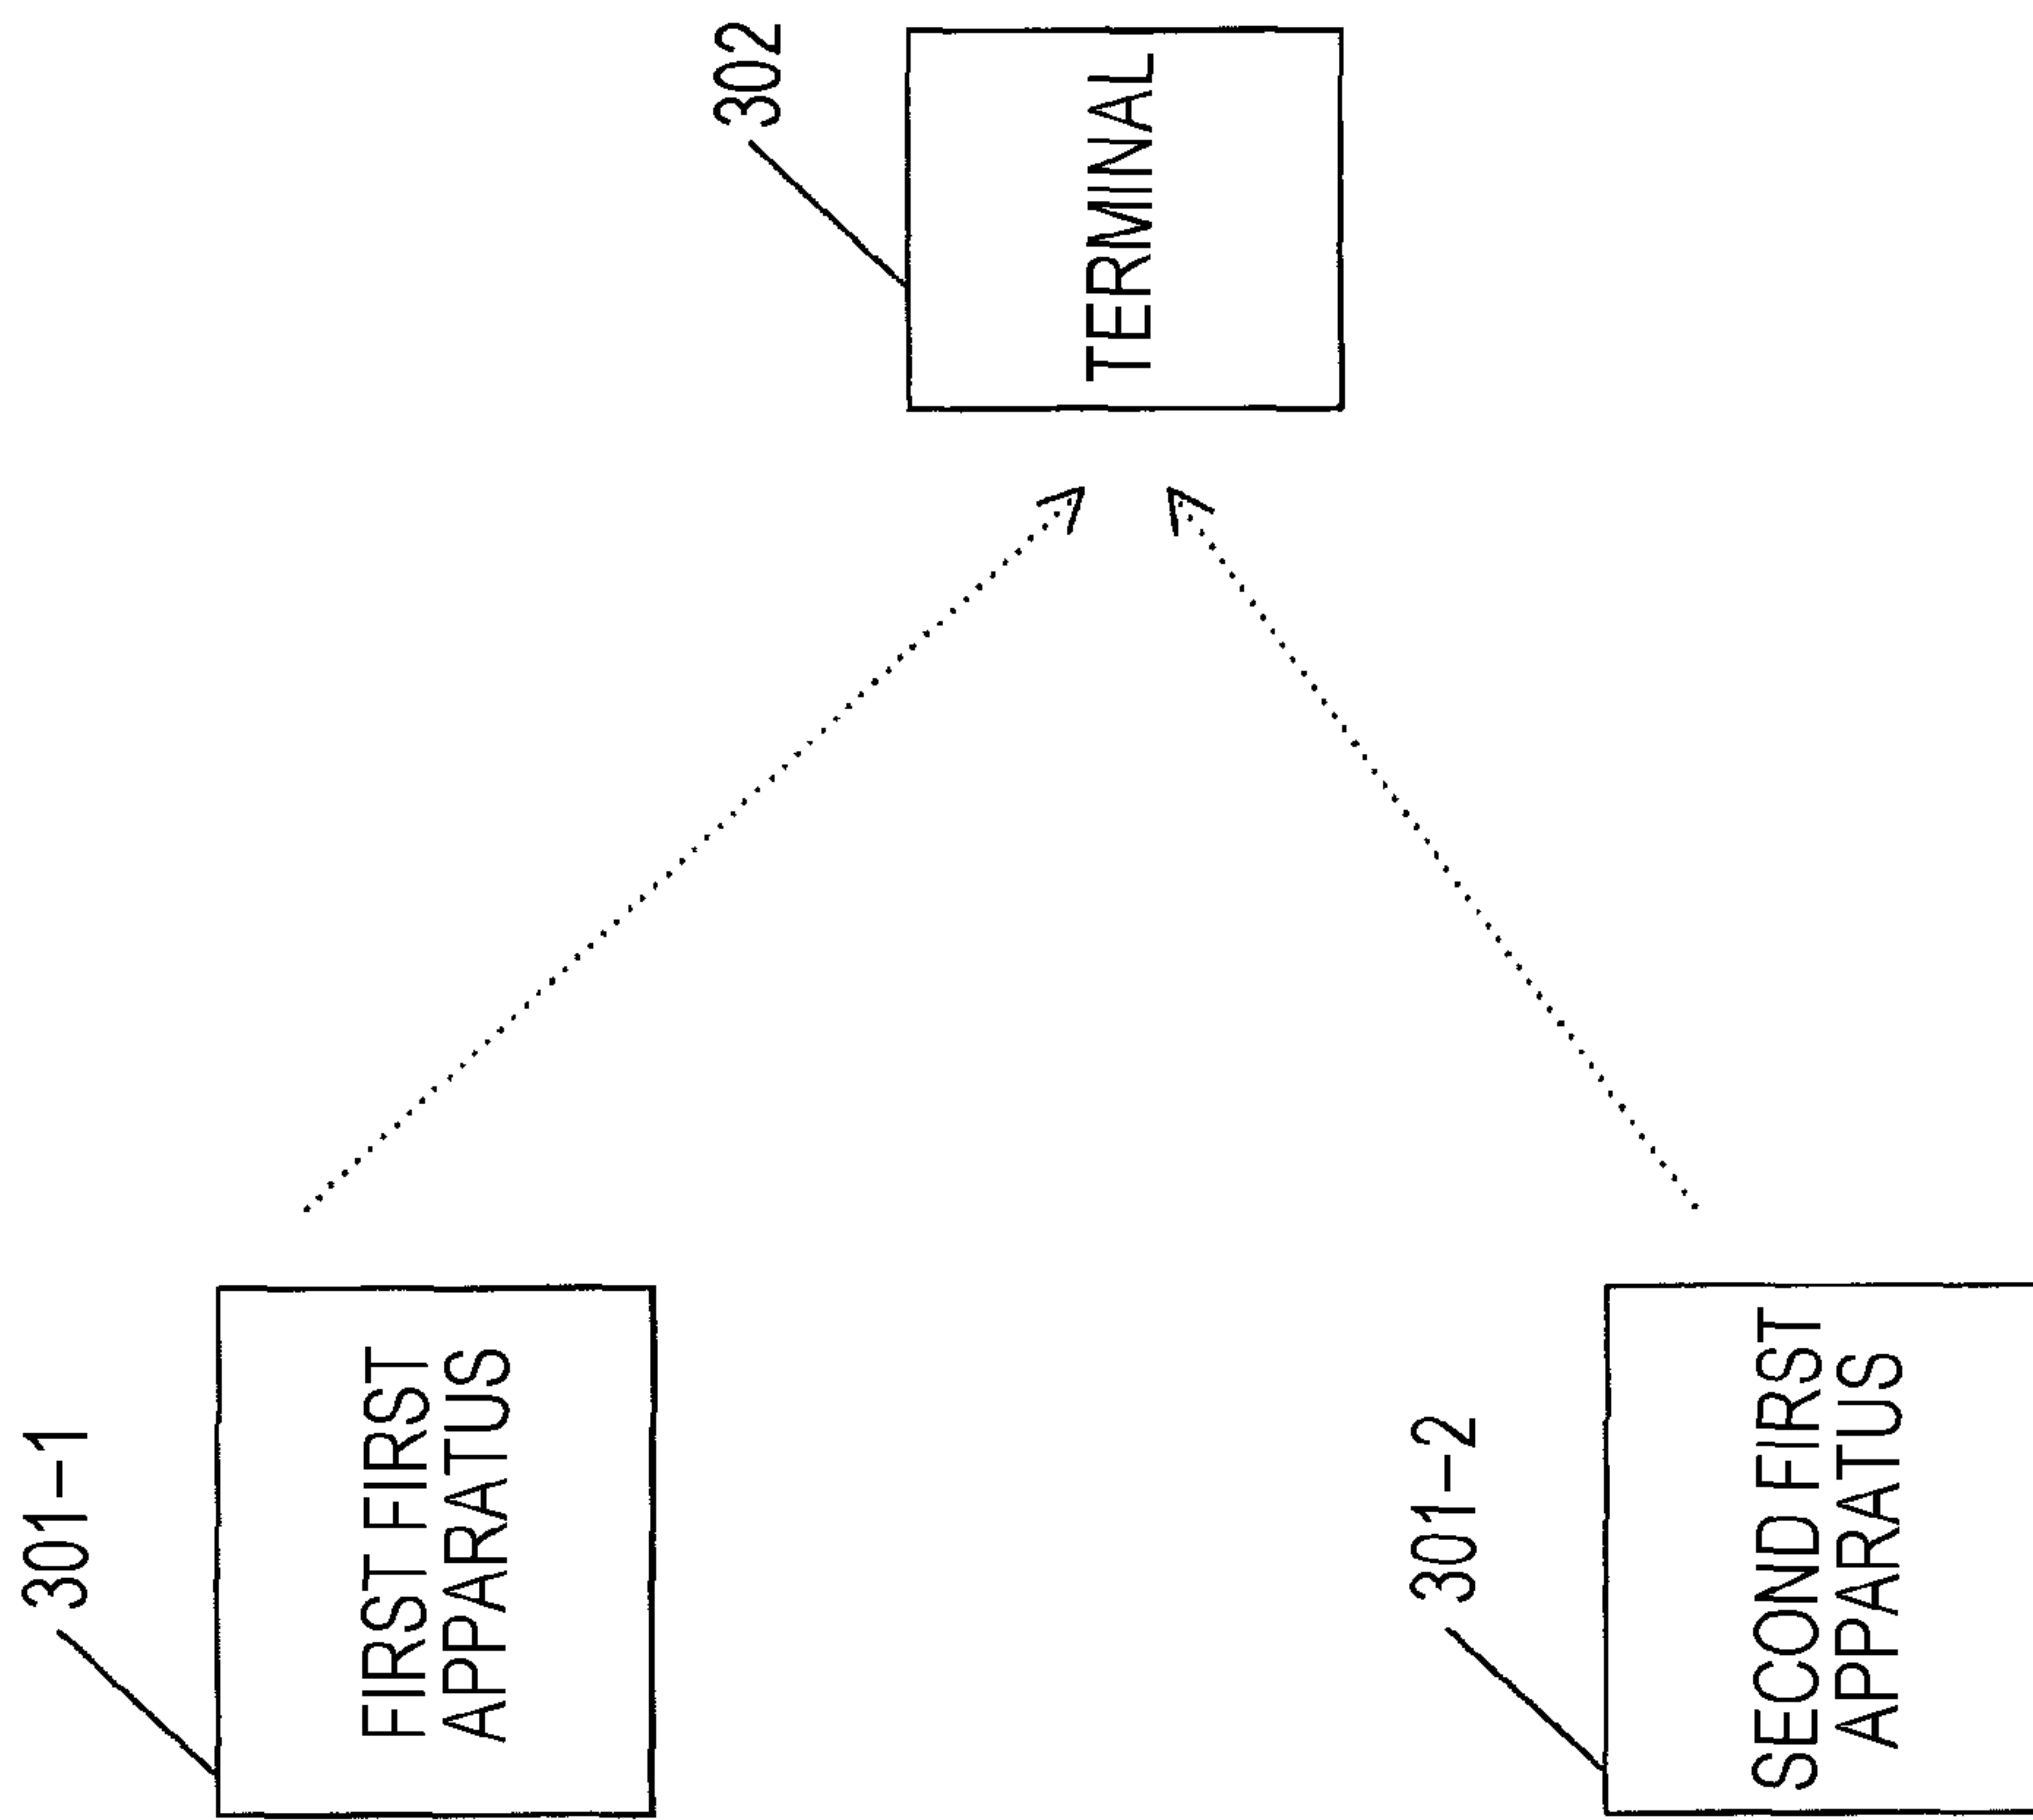 301-1
FIRST FIRST
APPARATUS
302
TERMINAL
301-2
SECOND FIRST
APPARATUS